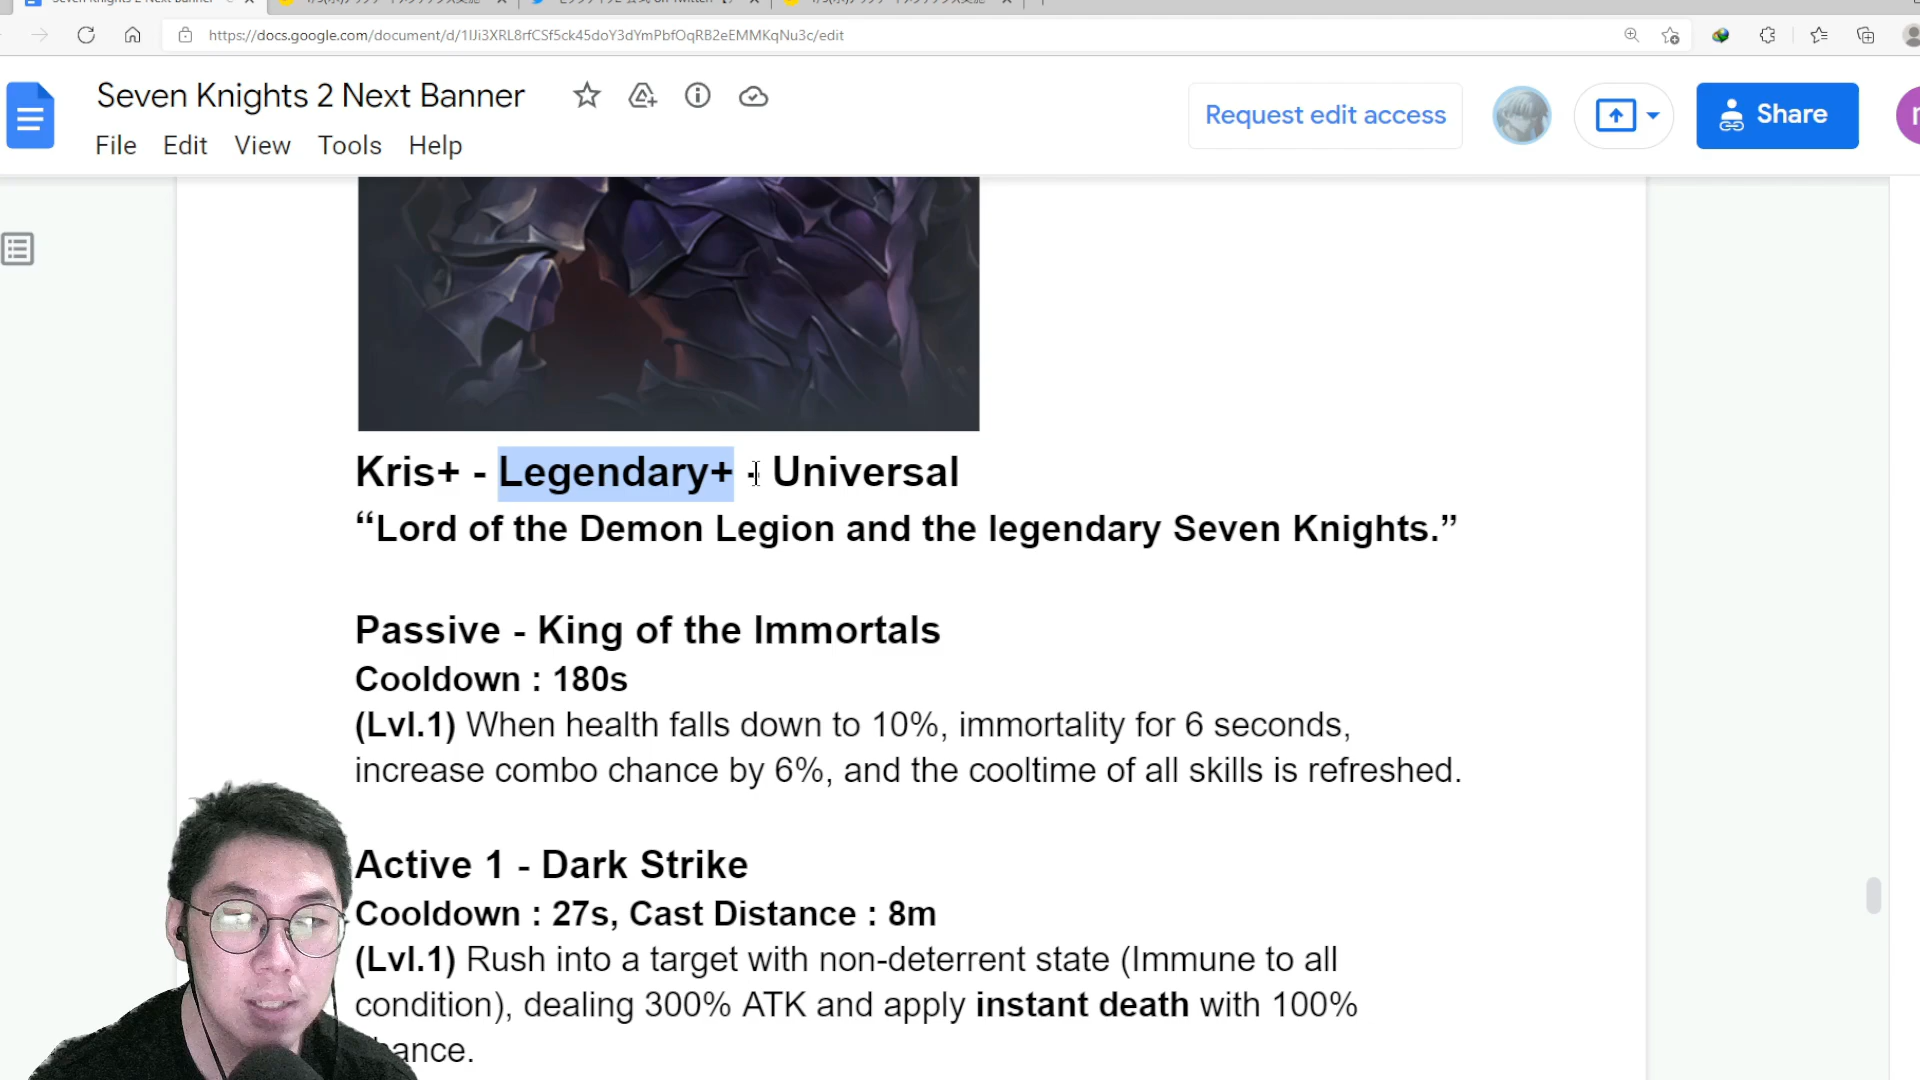 https://docs.google.com/document/d/1IJi3XRL8rfCSf5ck45doY3dYmPbfOqRB2eEMMKqNu3c/edit
Seven Knights 2 Next Banner
Request edit access
Share
File Edit View Tools Help
Kris+ - Legendary+ - Universal
“Lord of the Demon Legion and the legendary Seven Knights.”
Passive - King of the Immortals
Cooldown : 180s
(Lvl.1) When health falls down to 10%, immortality for 6 seconds,
increase combo chance by 6%, and the cooltime of all skills is refreshed.
Active 1 - Dark Strike
Cooldown : 27s, Cast Distance : 8m
(Lvl.1) Rush into a target with non-deterrent state (Immune to all
condition), dealing 300% ATK and apply instant death with 100%